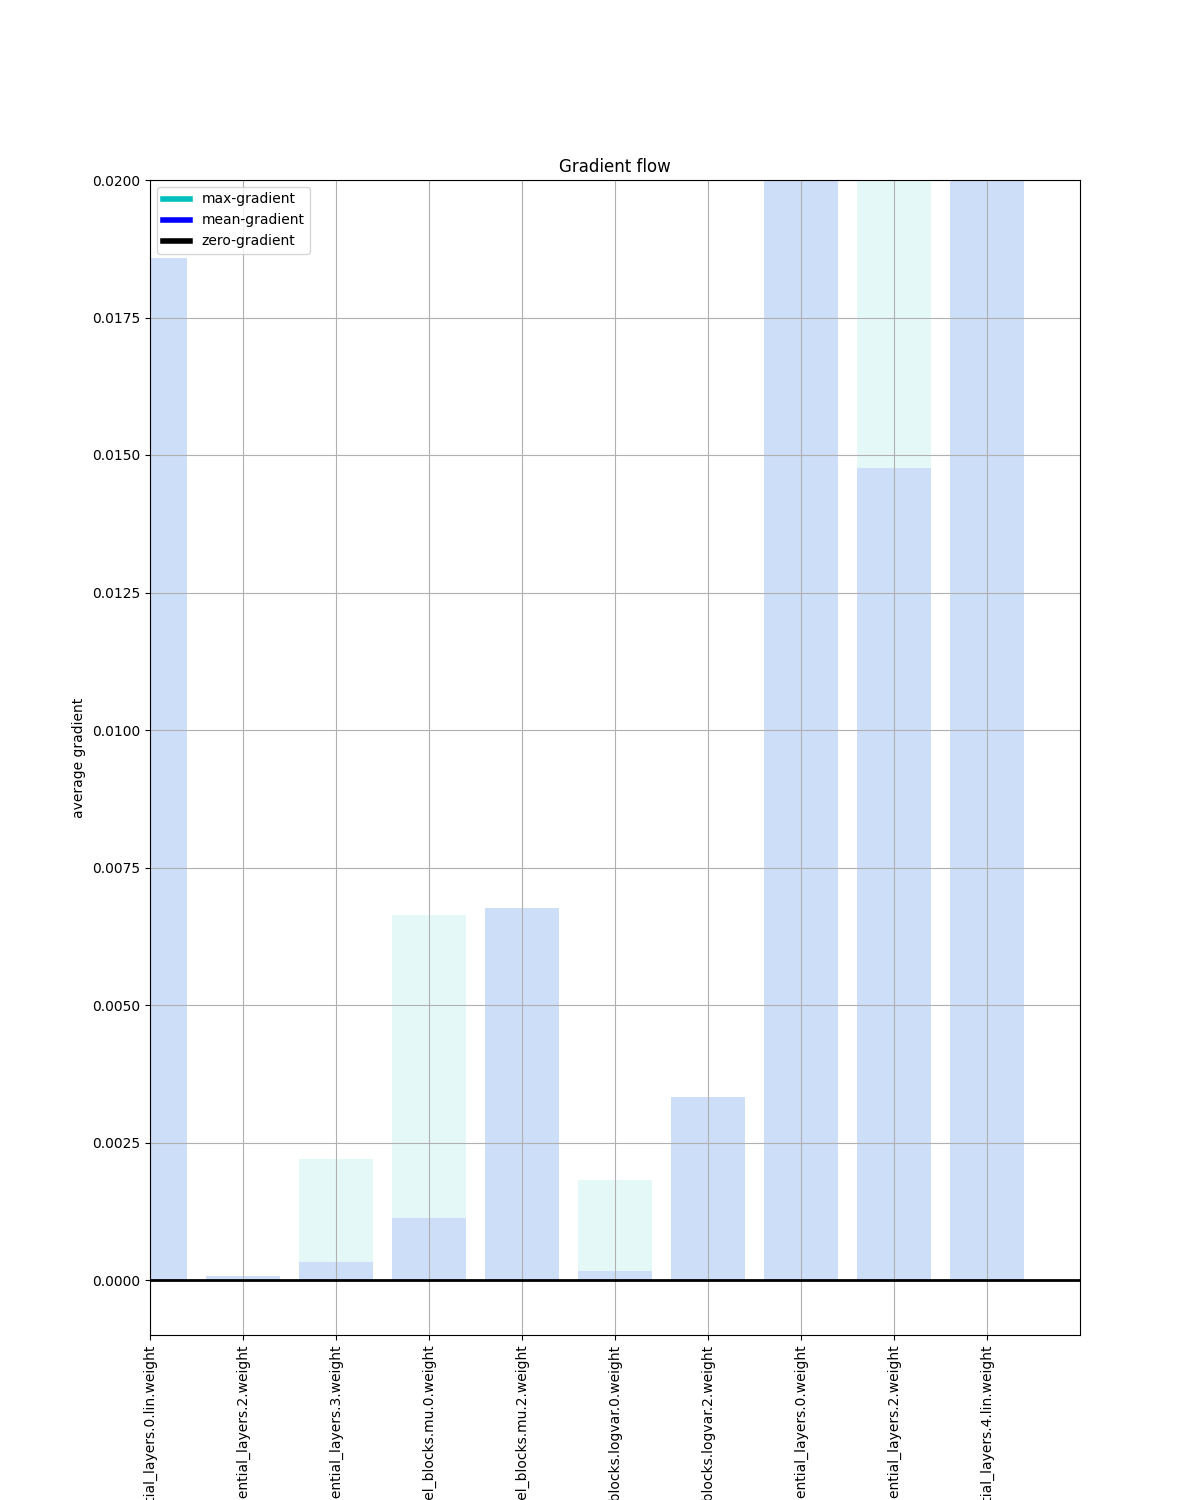 Gradient flow
max-gradient
mean-gradient
zero-gradient
0.0200
0.0175
0.0150
0.0125
0.0100
0.0075
0.0050
0.0025
0.0000
average gradient
tial_layers.0.lin.weight
ential_layers.2.weight
ential_layers.3.weight
el_blocks.mu.0.weight
el_blocks.mu.2.weight
blocks.logvar.0.weight
blocks.logvar.2.weight
ential_layers.0.weight
ential_layers.2.weight
tial_layers.4.lin.weight